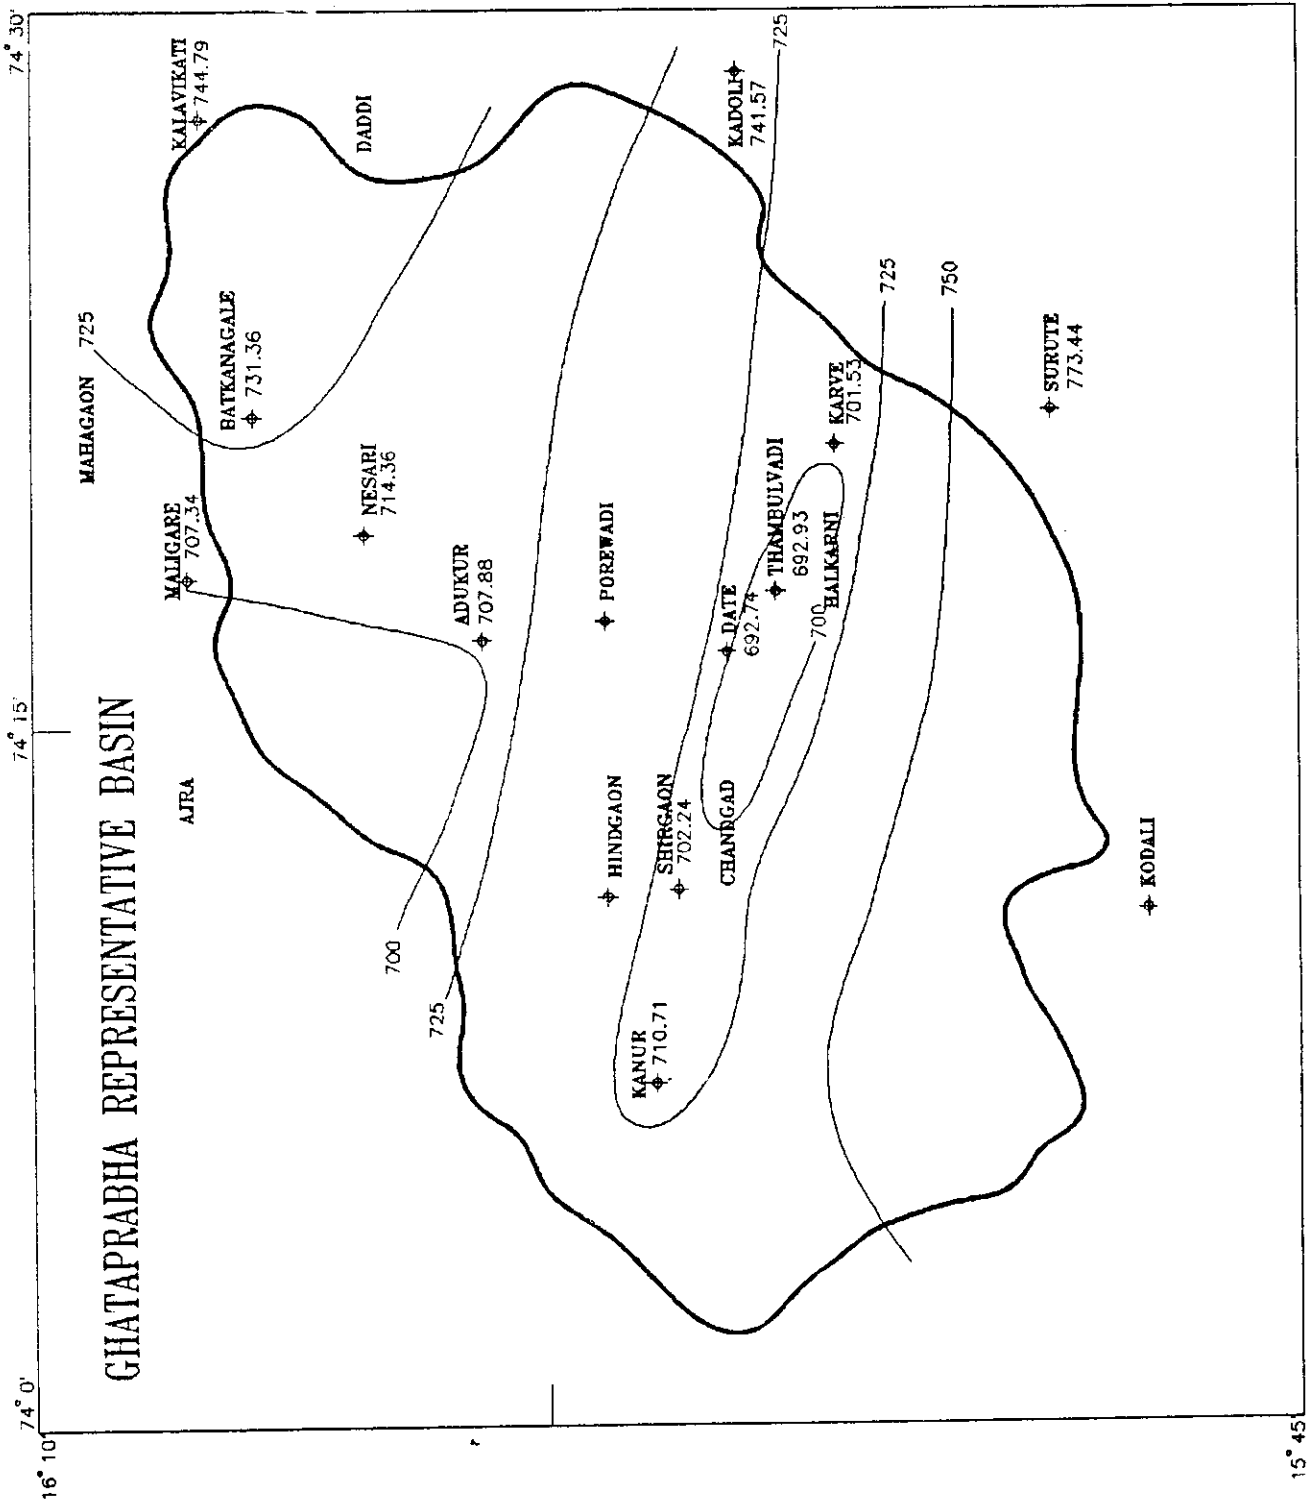 GHATAPRABHA REPRESENTATIVE BASIN
74° 0'
74° 15'
74° 30'
16° 10'
15° 45'
MAHAGAON
725
KALAVIKATI
744.79
AJRA
MALIGARE
707.34
BATKANAGALE
731.36
DADDI
NESARI
714.36
700
725
ADUKUR
707.88
HINDGAON
POREWADI
KANUR
710.71
SHIRGAON
702.24
CHANDGAD
DATE
692.74
KADOLI
741.57
725
THAMBULVADI
692.93
700
HALKARNI
KARVE
701.53
725
750
SURUTE
773.44
KODALI